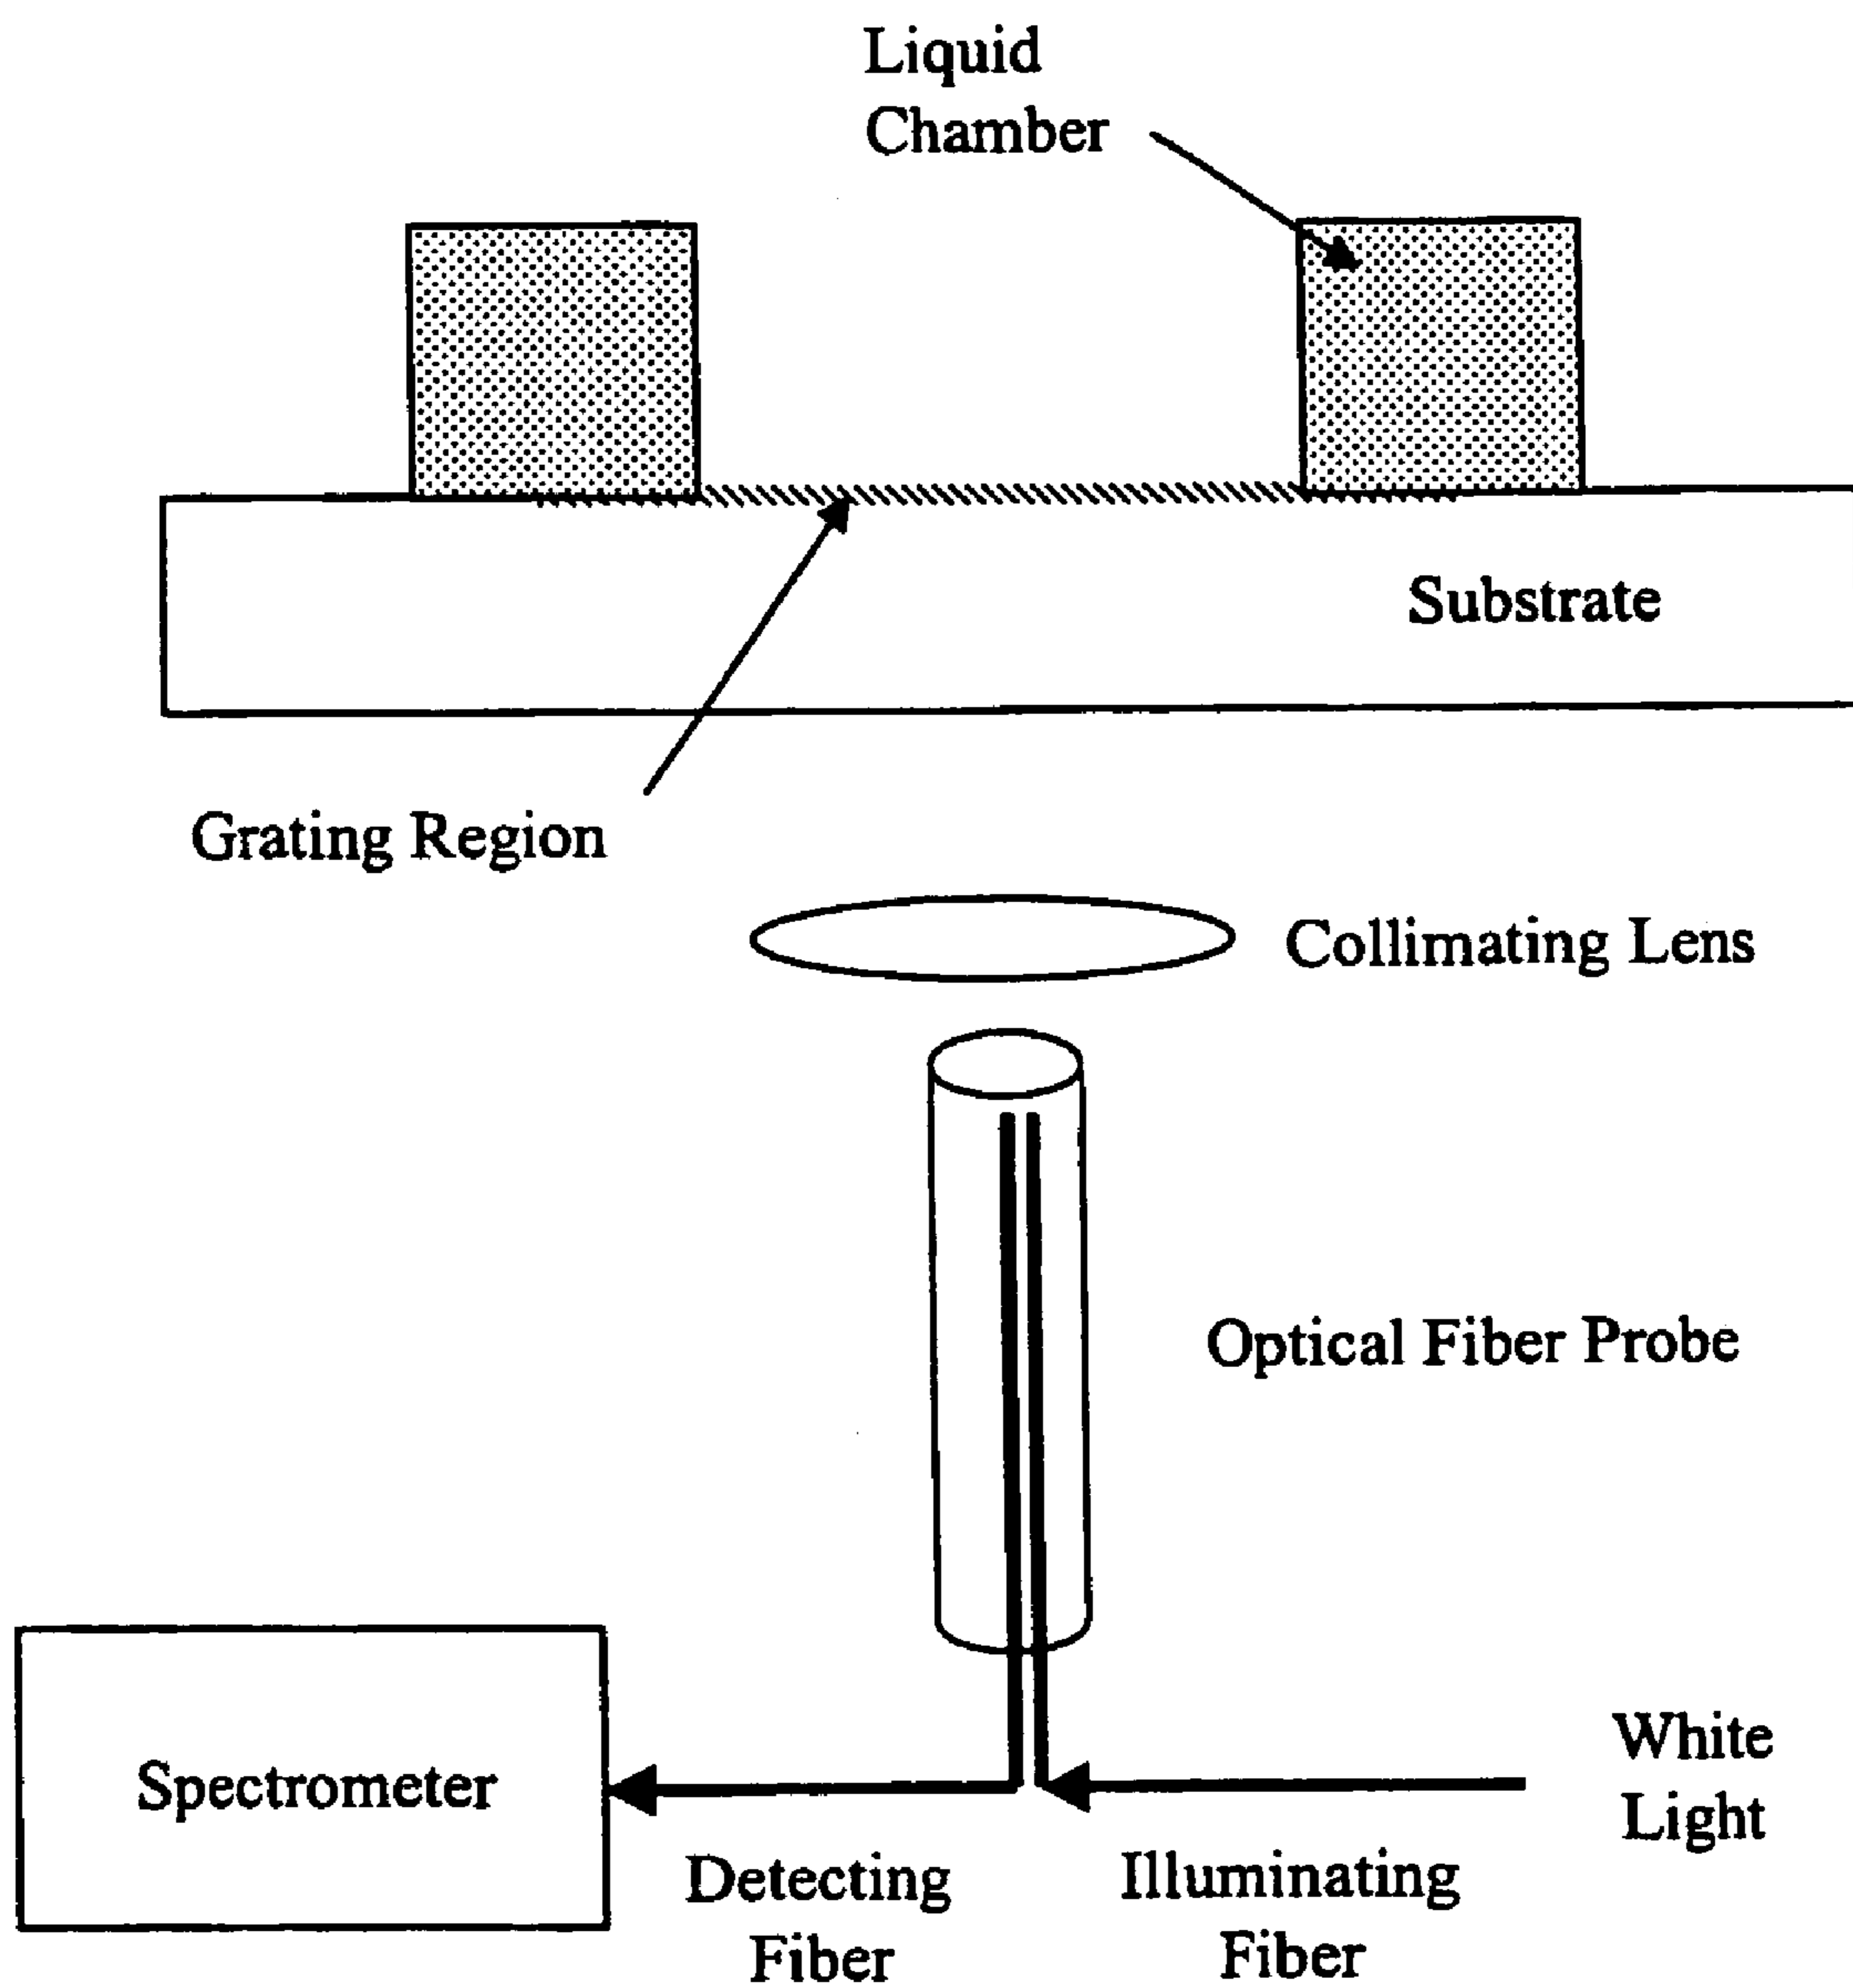 Liquid
Chamber
Substrate
Grating Region
Collimating Lens
Optical Fiber Probe
White
Light
Spectrometer
Detecting
Fiber
Illuminating
Fiber